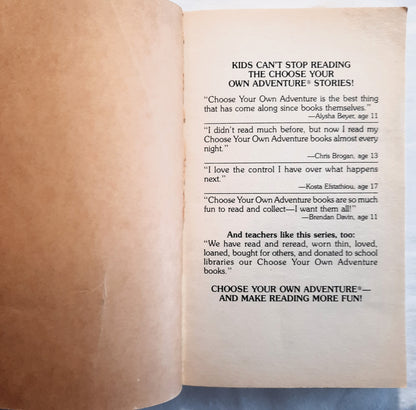 KIDS CAN'T STOP READING
THE CHOOSE YOUR
OWN ADVENTURE® STORIES!
"Choose Your Own Adventure is the best thing
that has come along since books themselves."
—Alysha Beyer, age 11
"I didn't read much before, but now I read my
Choose Your Own Adventure books almost every
night."
—Chris Brogan, age 13
"I love the control I have over what happens
next."
—Kosta Efstathiou, age 17
"Choose Your Own Adventure books are so much
fun to read and collect—I want them all!"
—Brendan Davin, age 11
And teachers like this series, too:
"We have read and reread, worn thin, loved,
loaned, bought for others, and donated to school
libraries our Choose Your Own Adventure
books."
CHOOSE YOUR OWN ADVENTURE®—
AND MAKE READING MORE FUN!